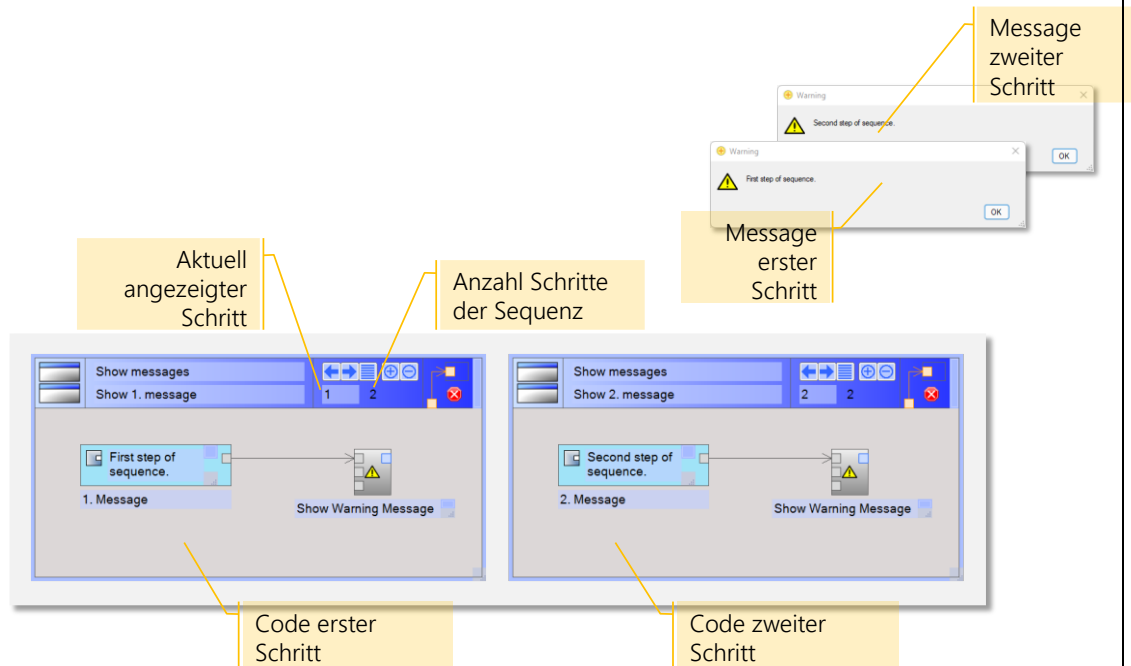 Message
zweiter
Schritt
Warning
Second step of sequence.
OK
Warning
First step of sequence.
OK
Message
erster
Schritt
Aktuell
angezeigter
Schritt
Anzahl Schritte
der Sequenz
Show messages
Show 1. message
1 2
First step of
sequence.
1. Message
Show Warning Message
Show messages
Show 2. message
2 2
Second step of
sequence.
2. Message
Show Warning Message
Code erster
Schritt
Code zweiter
Schritt